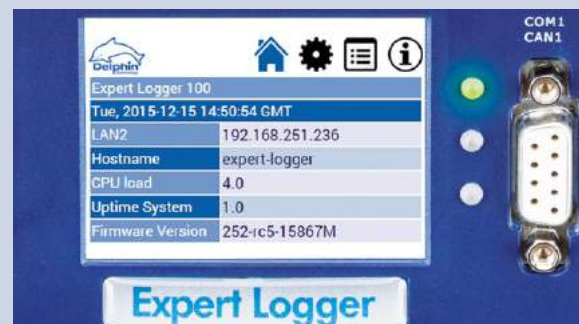 COM1
CAN1
Delphin
Expert Logger 100
Tue, 2015-12-15 14:50:54 GMT
LAN2 192.168.251.236
Hostname expert-logger
CPU load 4.0
Uptime System 1.0
Firmware Version 252-rc5-15867M
Expert Logger